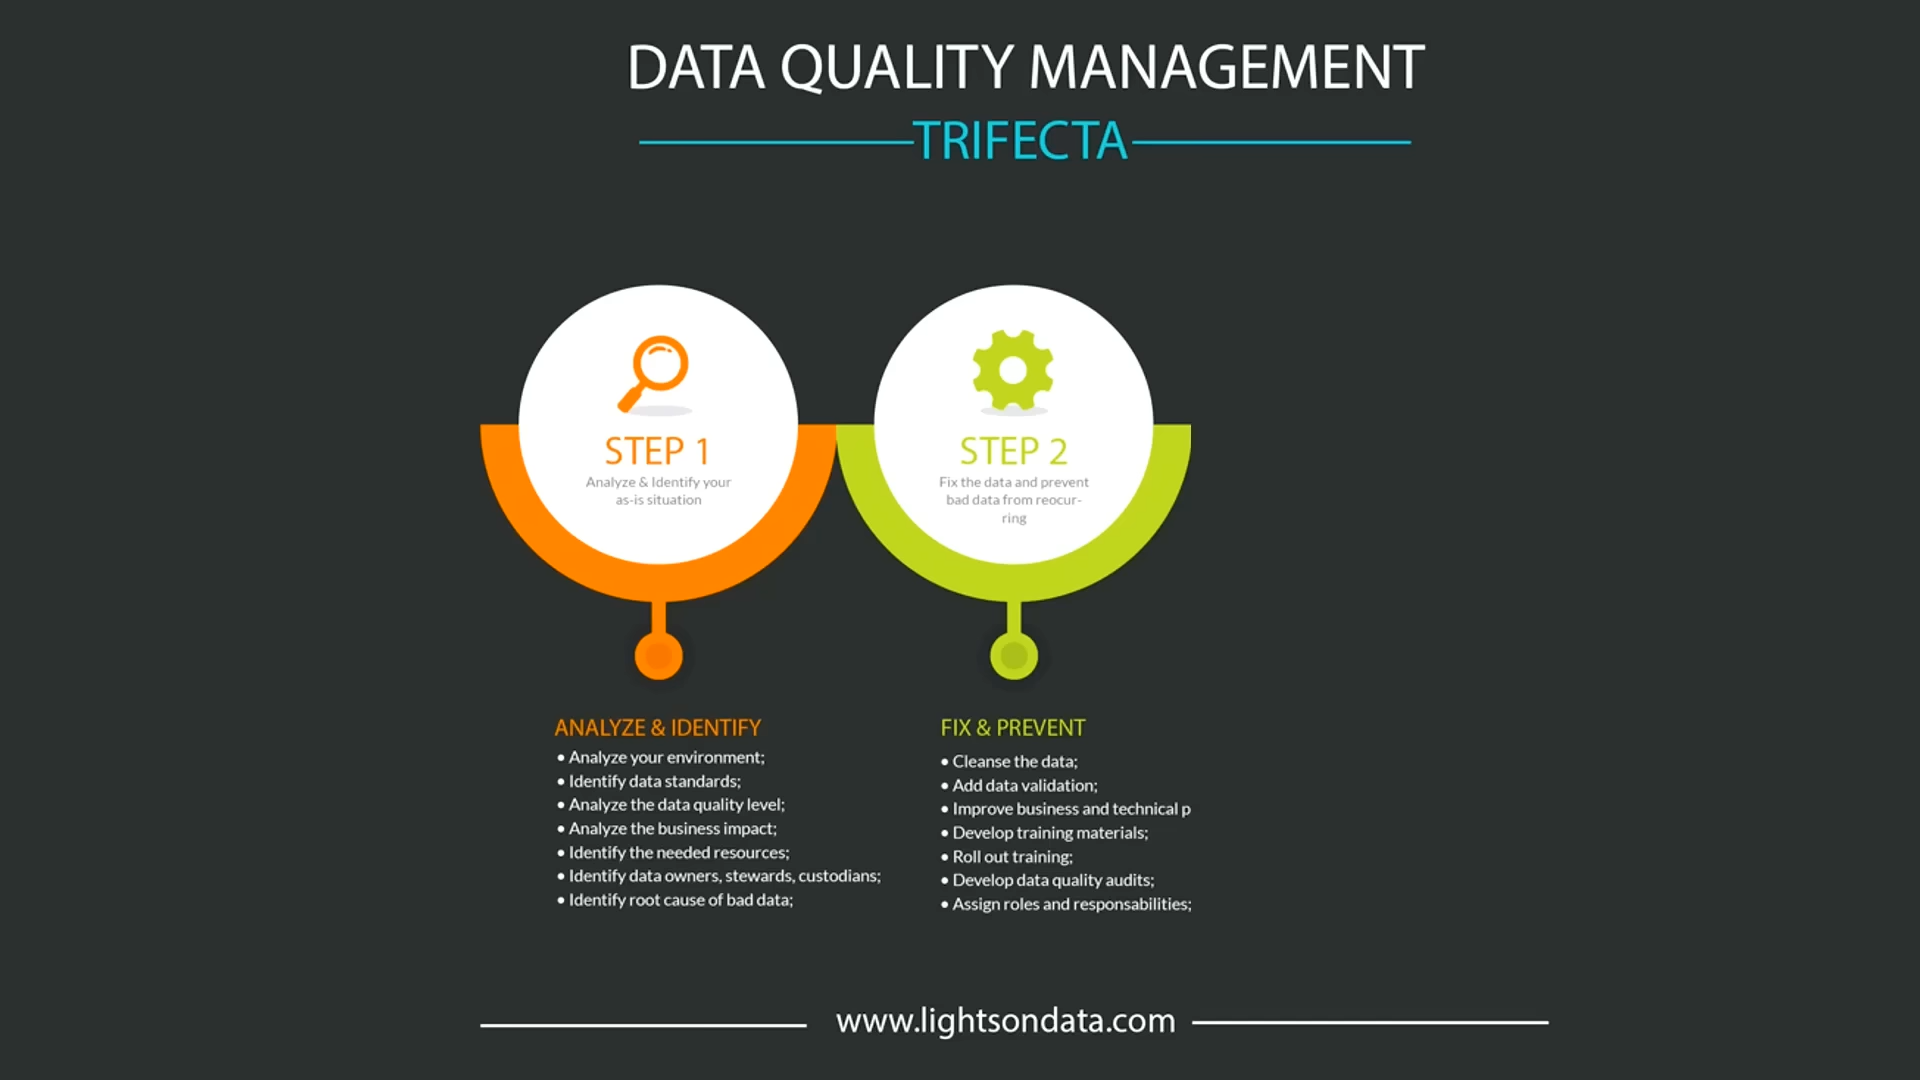 DATA QUALITY MANAGEMENT
TRIFECTA
STEP 1
Analyze & Identify your
as-is situation
STEP 2
Fix the data and prevent
bad data from reocur-
ring
ANALYZE & IDENTIFY
• Analyze your environment;
• Identify data standards;
• Analyze the data quality level;
• Analyze the business impact;
• Identify the needed resources;
• Identify data owners, stewards, custodians;
• Identify root cause of bad data;
FIX & PREVENT
• Cleanse the data;
• Add data validation;
• Improve business and technical p
• Develop training materials;
• Roll out training;
• Develop data quality audits;
• Assign roles and responsabilities;
www.lightsondata.com